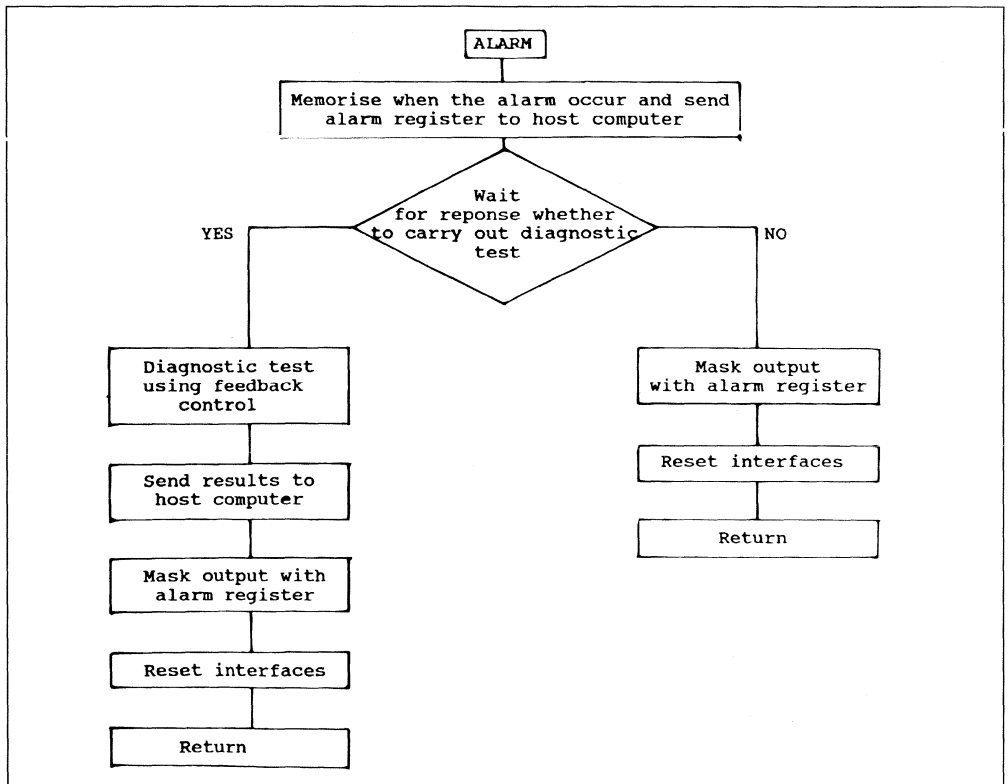 ALARM
Memorise when the alarm occur and send
alarm register to host computer
Wait
for reponse whether
to carry out diagnostic
test
YES
NO
Diagnostic test
using feedback
control
Send results to
host computer
Mask output with
alarm register
Reset interfaces
Return
Mask output
with alarm register
Reset interfaces
Return